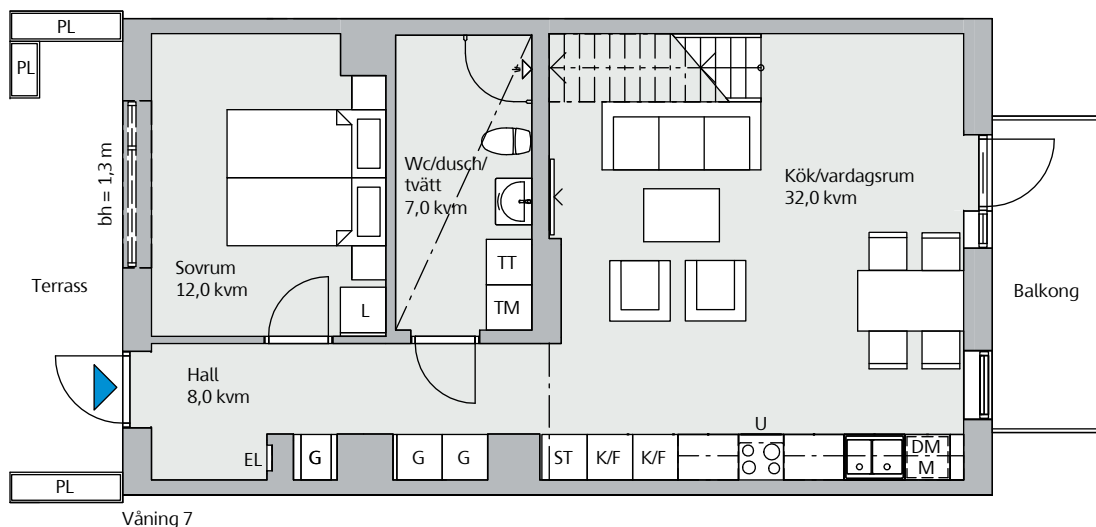 PL
PL
bh = 1,3 m
Terrass
Sovrum
12,0 kvm
L
Wc/dusch/
tvätt
7,0 kvm
TT
TM
Kök/vardagsrum
32,0 kvm
Balkong
Hall
8,0 kvm
EL
G
G
G
ST
K/F
K/F
U
DM
M
PL
Våning 7